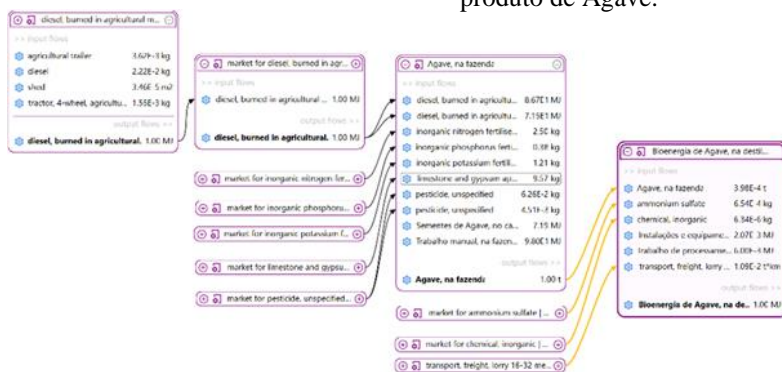 produto de Agave.
diesel, burned in agricultural m...
>> input flows
agricultural trailer 3.62E-3 kg
diesel 2.22E-2 kg
shed 3.46E-5 m2
tractor, 4-wheel, agricultu... 1.55E-3 kg
output flows >>
diesel, burned in agricultural. 1.00 MJ
market for diesel, burned in agr...
>> input flows
diesel, burned in agricultural ... 1.00 MJ
output flows >>
diesel, burned in agricultural. 1.00 MJ
market for inorganic nitrogen fer...
market for inorganic phosphoru...
market for inorganic potassium f...
market for limestone and gypsu...
market for pesticide, unspecified...
Agave, na fazenda
>> input flows
diesel, burned in agricultu... 8.67E1 MJ
diesel, burned in agricultu... 7.15E1 MJ
inorganic nitrogen fertilise... 2.50 kg
inorganic phosphorus ferti... 0.38 kg
inorganic potassium fertili... 1.21 kg
limestone and gypsum ap... 9.57 kg
pesticide, unspecified 6.26E-2 kg
pesticide, unspecified 4.51E-3 kg
Sementes de Agave, no ca... 7.19 MJ
Trabalho manual, na fazen... 9.80E1 MJ
output flows >>
Agave, na fazenda 1.00 t
market for ammonium sulfate | ...
market for chemical, inorganic | ...
transport, freight, lorry 16-32 me...
Bioenergia de Agave, na destil...
>> input flows
Agave, na fazenda 3.98E-4 t
ammonium sulfate 6.54E-4 kg
chemical, inorganic 6.34E-6 kg
Instalações e equipame... 2.07E-3 MJ
Trabalho de processame... 6.00E-3 MJ
transport, freight, lorry ... 1.09E-2 t*km
output flows >>
Bioenergia de Agave, na de... 1.00 MJ